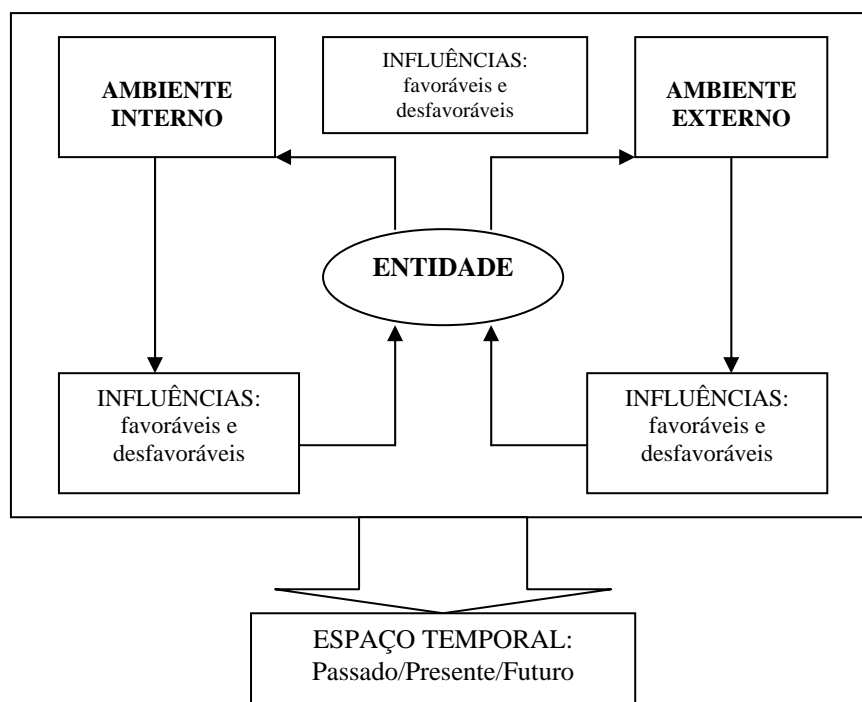 AMBIENTE
INTERNO
INFLUÊNCIAS:
favoráveis e
desfavoráveis
AMBIENTE
EXTERNO
ENTIDADE
INFLUÊNCIAS:
favoráveis e
desfavoráveis
INFLUÊNCIAS:
favoráveis e
desfavoráveis
ESPAÇO TEMPORAL:
Passado/Presente/Futuro